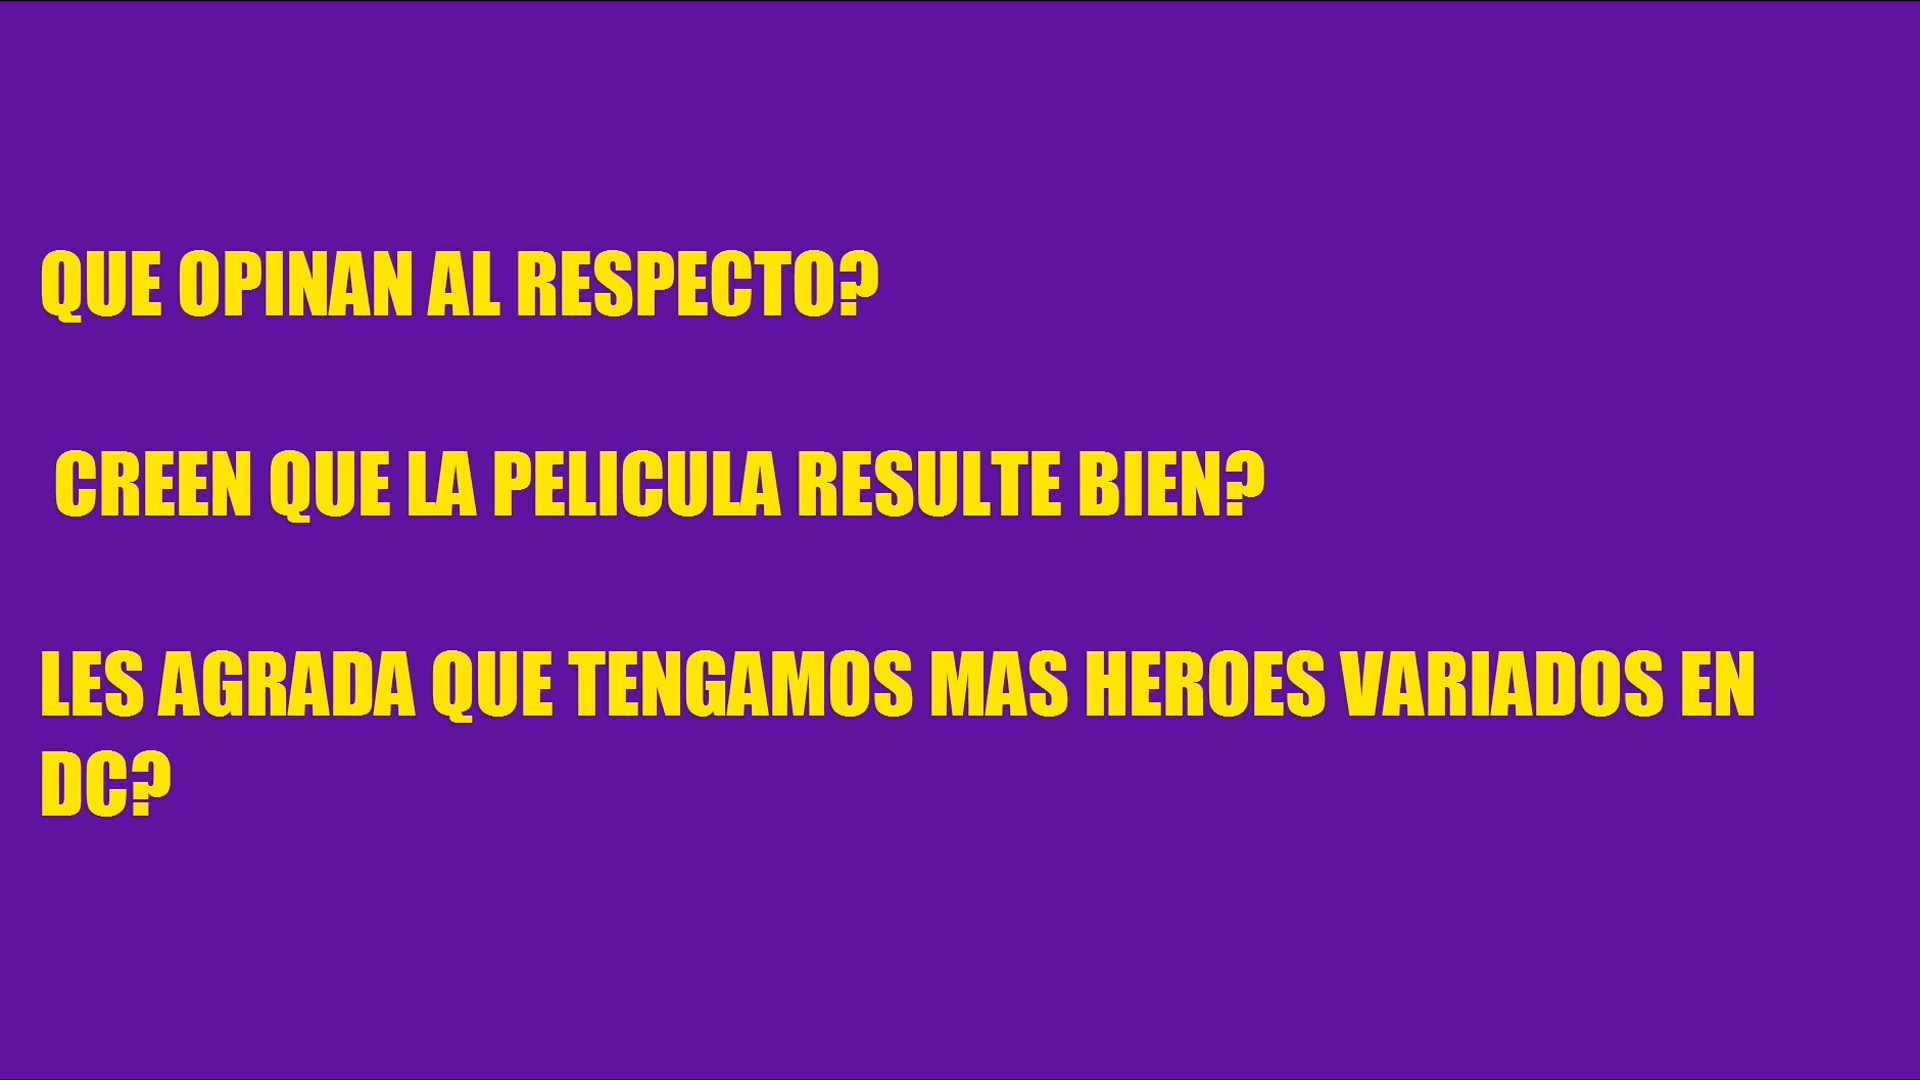 QUE OPINAN AL RESPECTO?
CREEN QUE LA PELICULA RESULTE BIEN?
LES AGRADA QUE TENGAMOS MAS HEROES VARIADOS EN
DC?